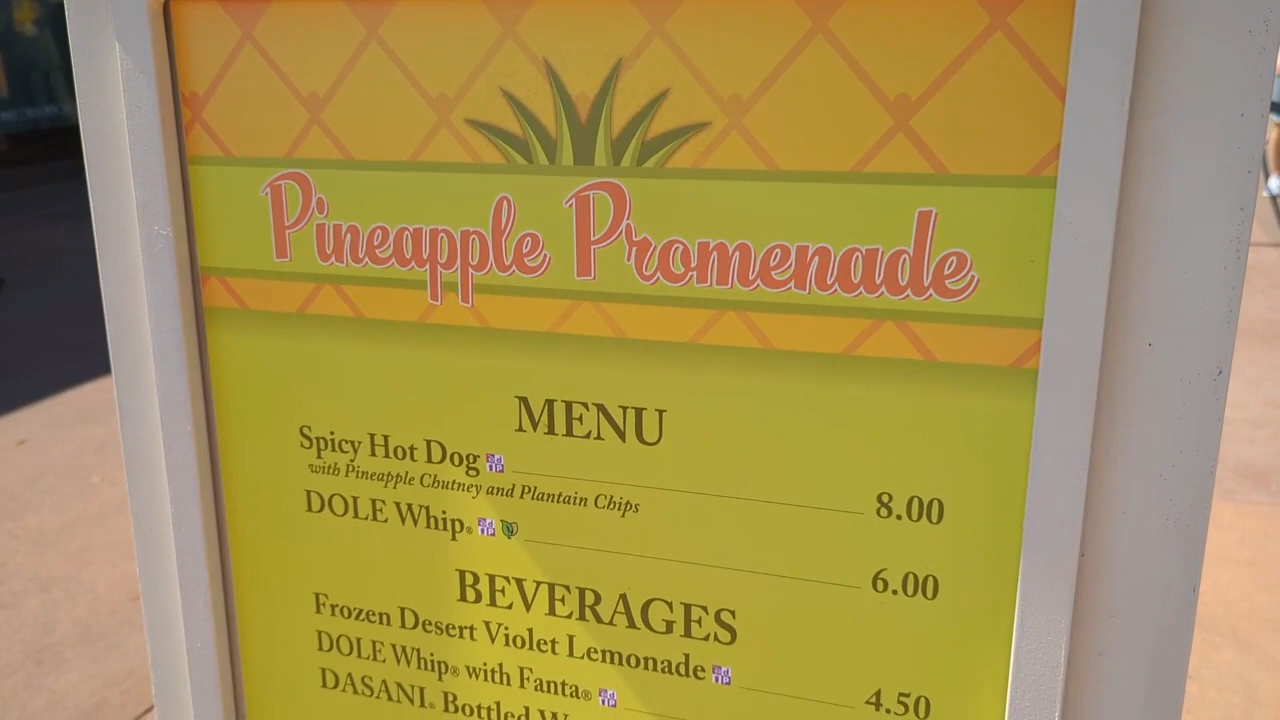 Pineapple Promenade
MENU
Spicy Hot Dog 8.00
with Pineapple Chutney and Plantain Chips
DOLE Whip® 6.00
BEVERAGES
Frozen Desert Violet Lemonade 4.50
DOLE Whip® with Fanta®
DASANI® Bottled